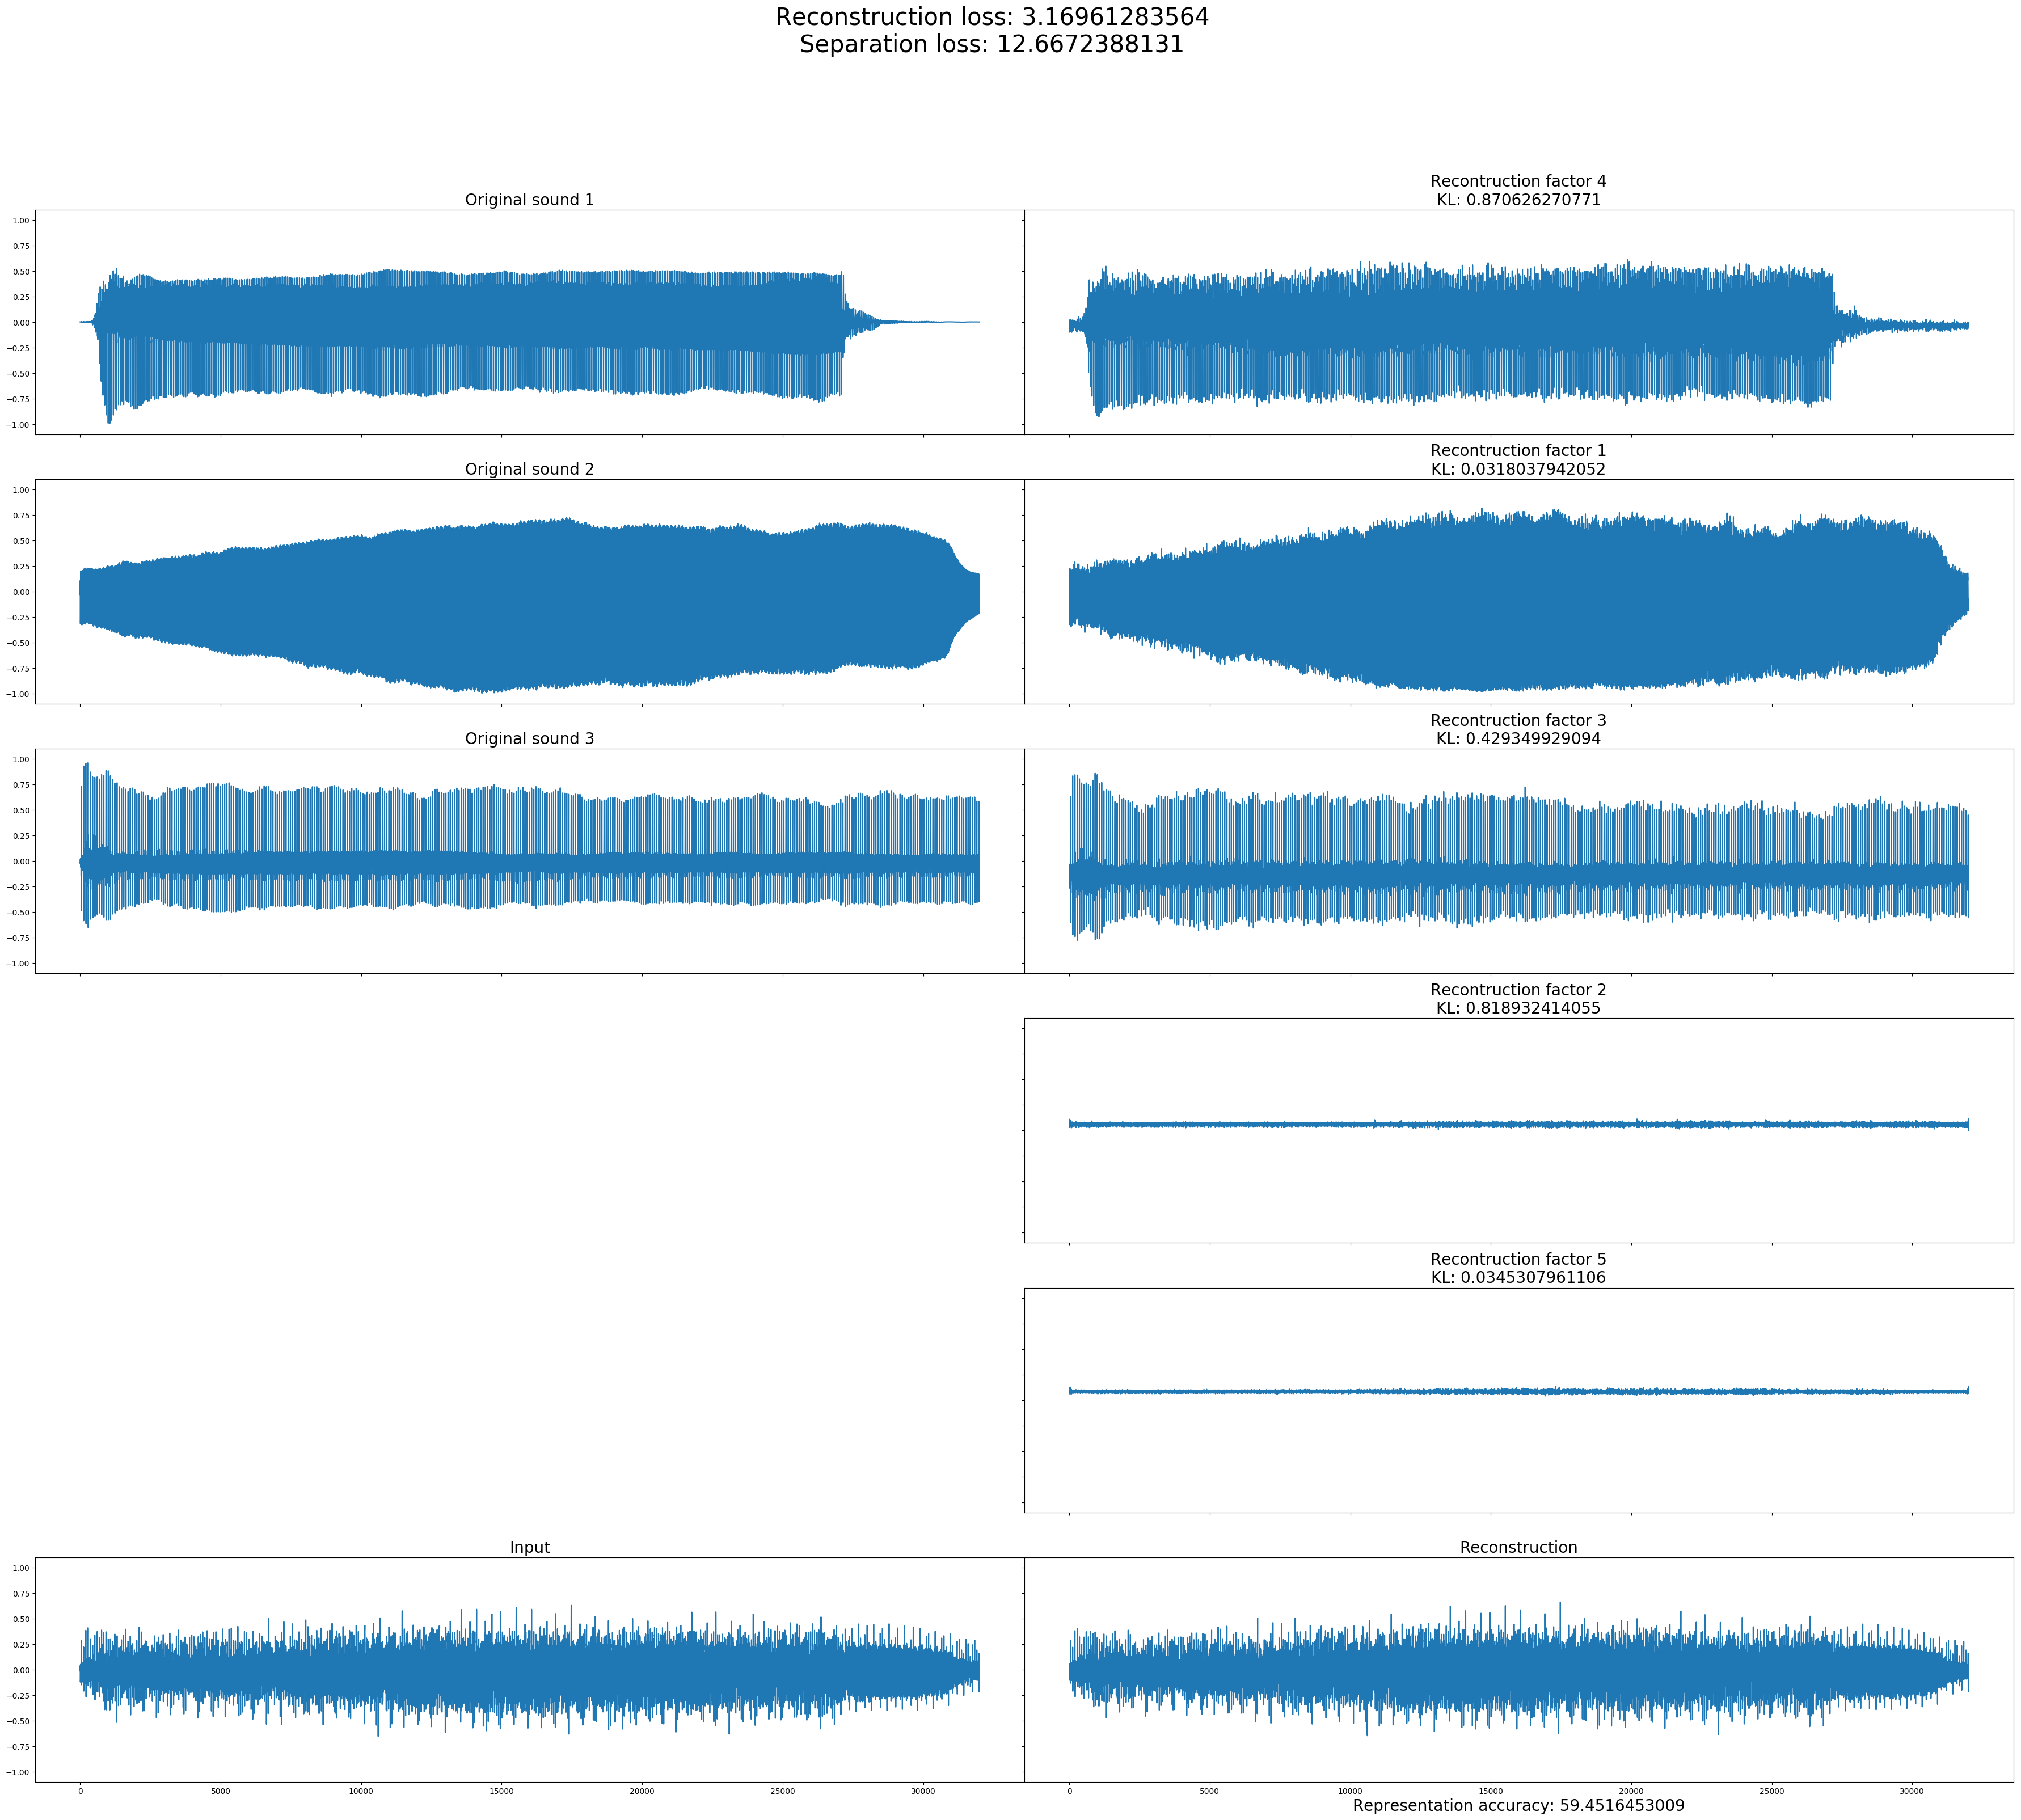 Reconstruction loss: 3.16961283564
Separation loss: 12.6672388131
Original sound 1
Recontruction factor 4
KL: 0.870626270771
1.00
0.75
0.50
0.25
0.00
−0.25
−0.50
−0.75
−1.00
Original sound 2
Recontruction factor 1
KL: 0.0318037942052
1.00
0.75
0.50
0.25
0.00
−0.25
−0.50
−0.75
−1.00
Original sound 3
Recontruction factor 3
KL: 0.429349929094
1.00
0.75
0.50
0.25
0.00
−0.25
−0.50
−0.75
−1.00
Recontruction factor 2
KL: 0.818932414055
Recontruction factor 5
KL: 0.0345307961106
Input
Reconstruction
1.00
0.75
0.50
0.25
0.00
−0.25
−0.50
−0.75
−1.00
0 5000 10000 15000 20000 25000 30000
0 5000 10000 15000 20000 25000 30000
Representation accuracy: 59.4516453009